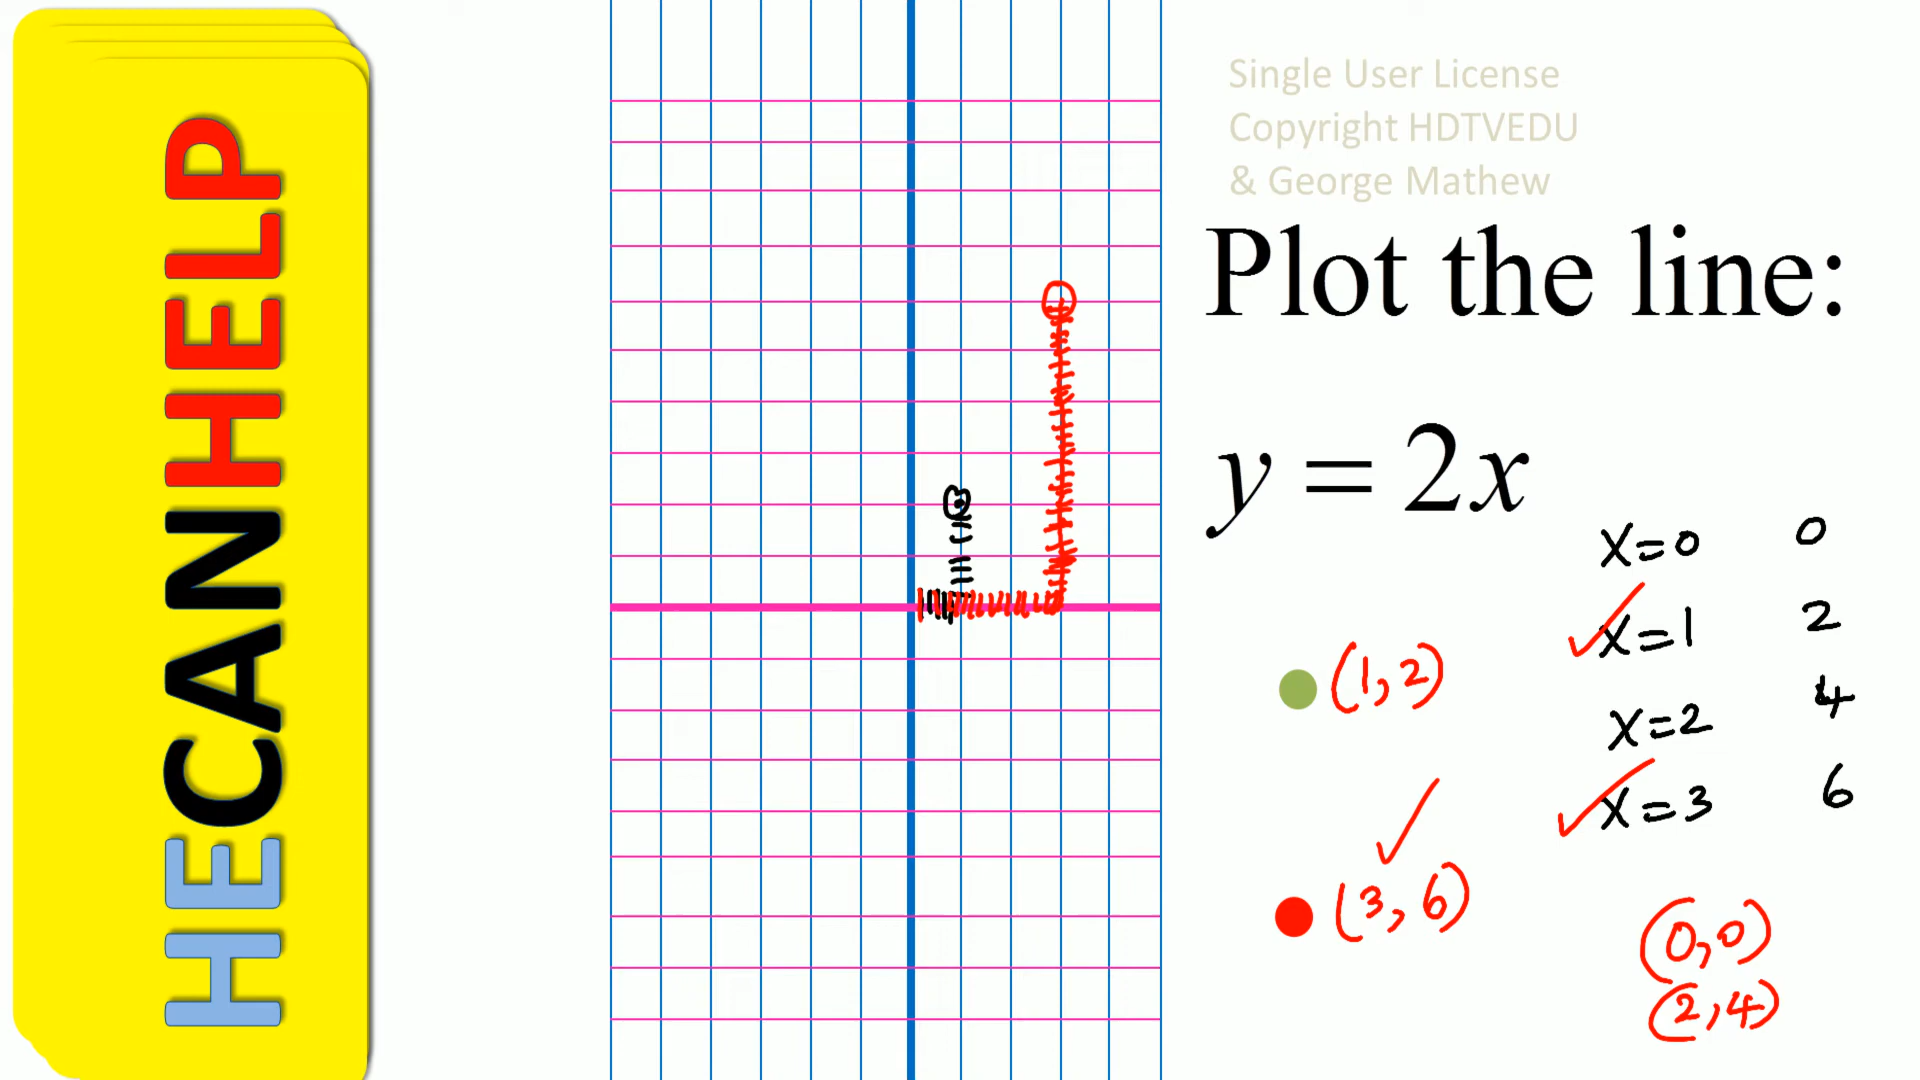 HECANHELP
Single User License
Copyright HDTVEDU
& George Mathew
Plot the line:
y = 2x
x=0 0
x=1 2
x=2 4
x=3 6
(1,2)
(3,6)
(0,0)
(2,4)